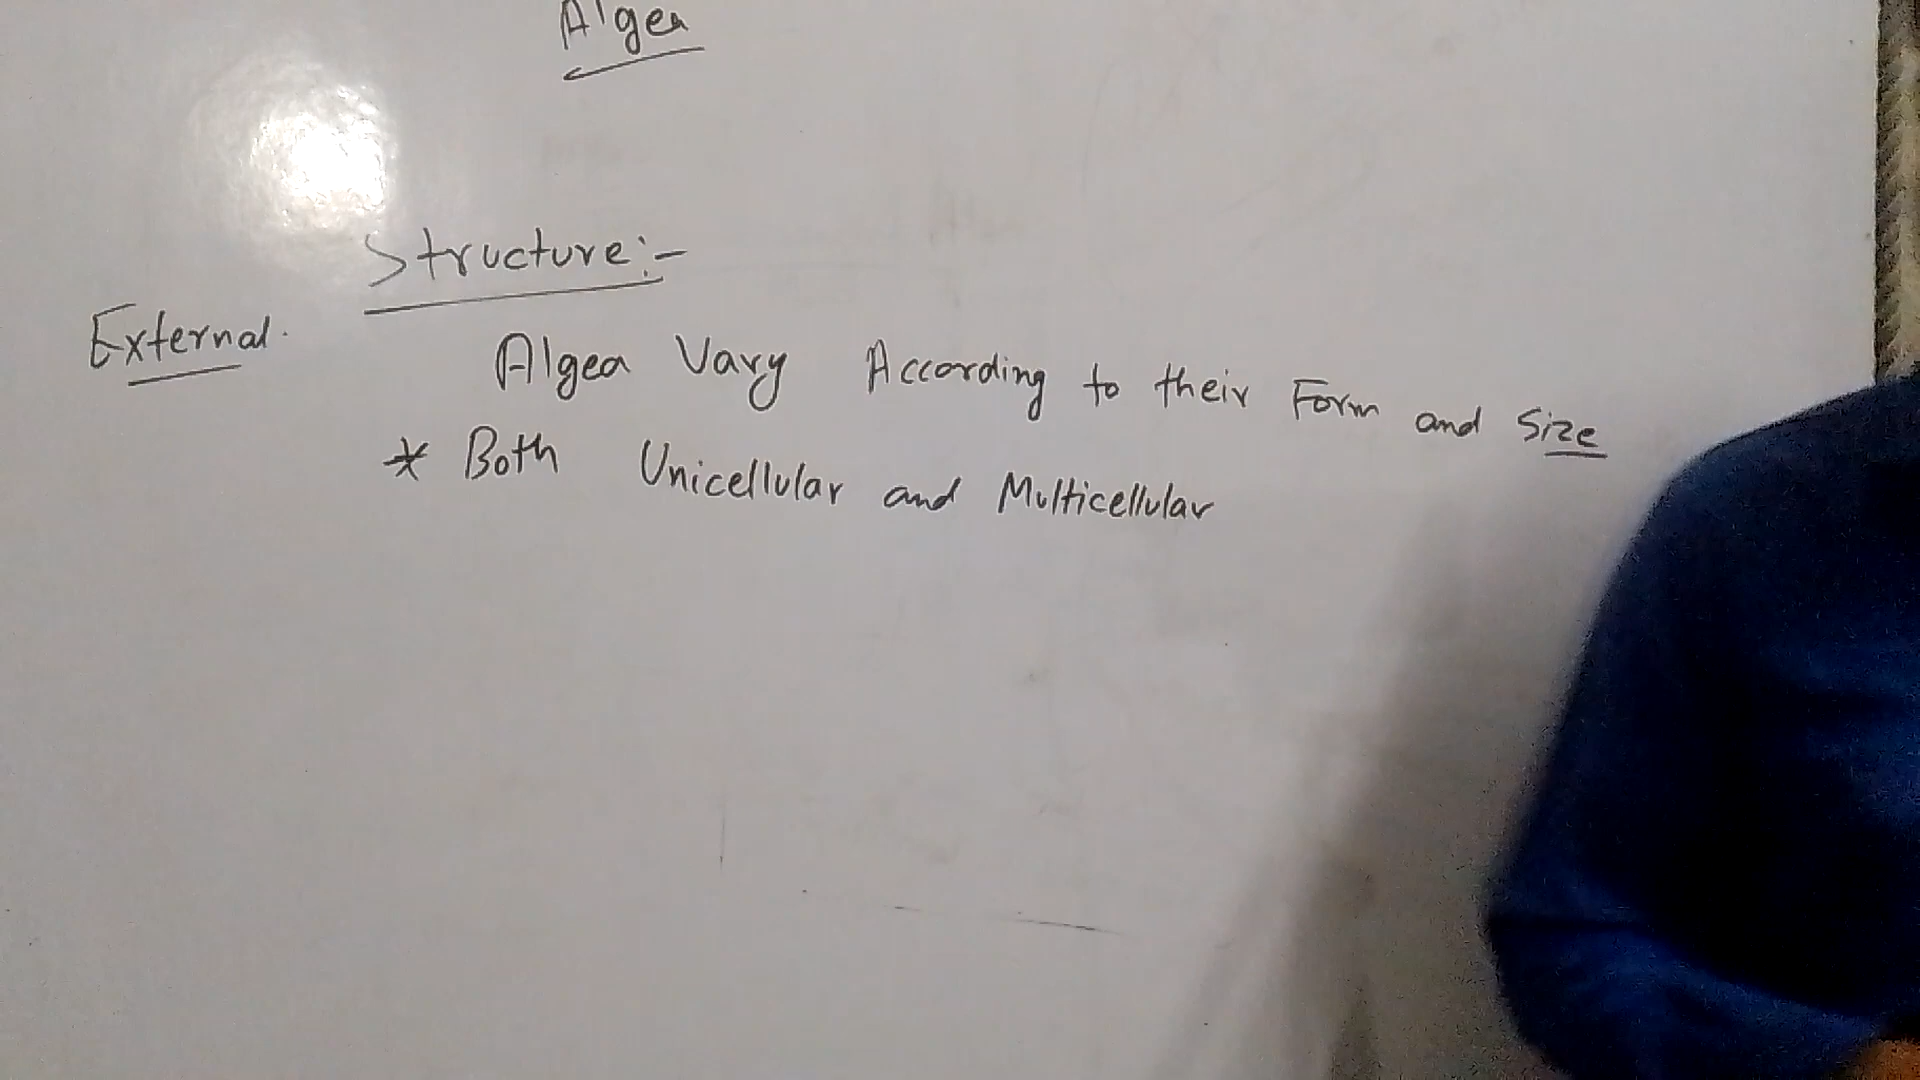 Algea
Structure:-
External.
Algea Vary According to their Form and Size
* Both Unicellular and Multicellular